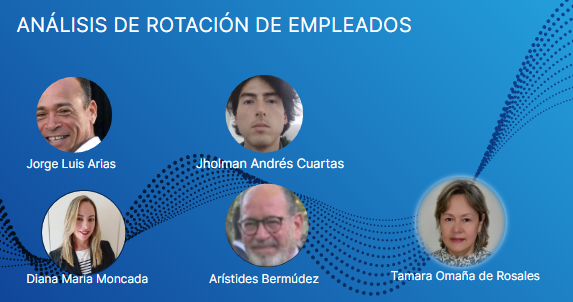 ANÁLISIS DE ROTACIÓN DE EMPLEADOS
Jorge Luis Arias
Jholman Andrés Cuartas
Diana Maria Moncada
Arístides Bermúdez
Tamara Omaña de Rosales